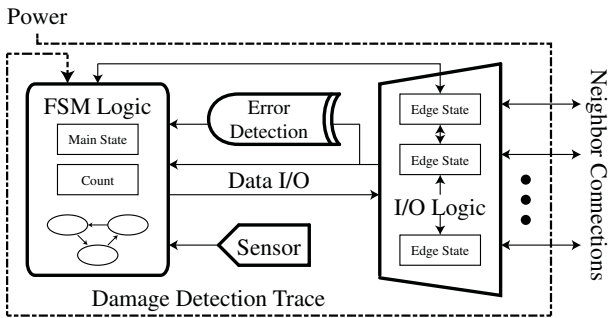 Power
FSM Logic
Main State
Count
Error
Detection
Data I/O
Sensor
Edge State
Edge State
I/O Logic
Edge State
Neighbor Connections
Damage Detection Trace